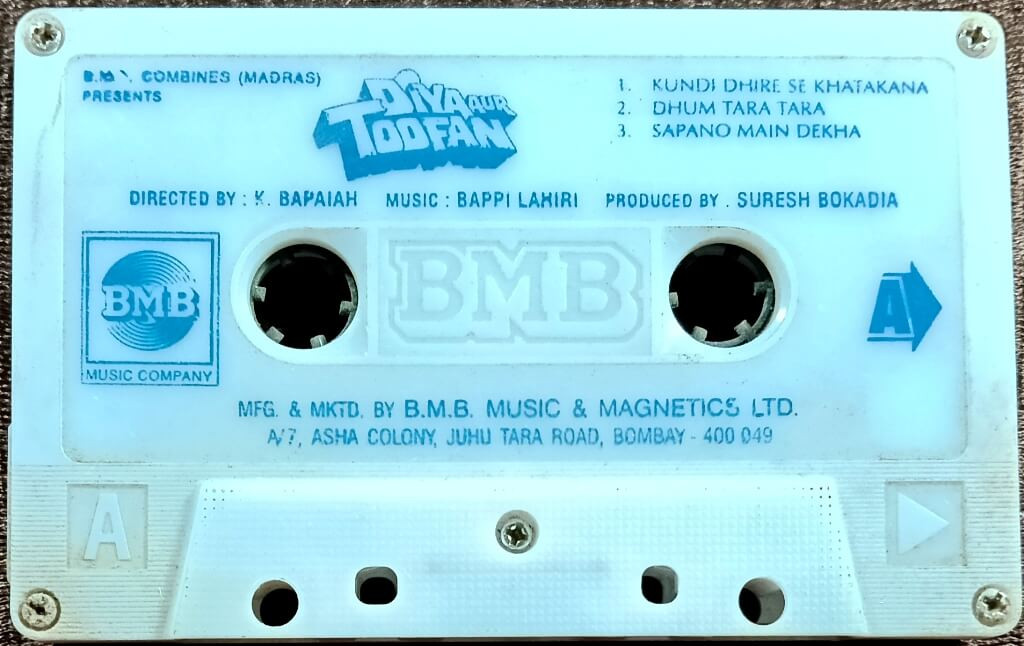 COMBINES (MADRAS)
PRESENTS
DIYA AUR
TOOFAN
1. KUNDI DHIRE SE KHATAKANA
2. DHUM TARA TARA
3. SAPANO MAIN DEKHA
DIRECTED BY : K. BAPAIAH MUSIC : BAPPI LAHIRI PRODUCED BY . SURESH BOKADIA
BMB
MUSIC COMPANY
BMB
A
MFG. & MKTD. BY B.M.B. MUSIC & MAGNETICS LTD.
A/7, ASHA COLONY, JUHU TARA ROAD, BOMBAY - 400 049
A